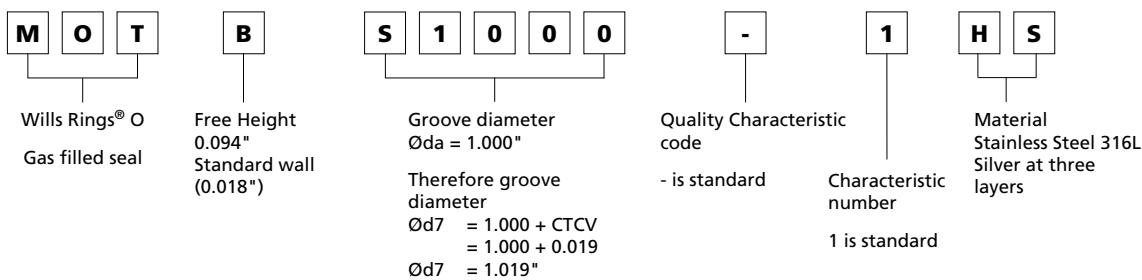 M O T B S 1 0 0 0 - 1 H S
Wills Rings® O
Gas filled seal
Free Height
0.094"
Standard wall
(0.018")
Groove diameter
Øda = 1.000"
Therefore groove
diameter
Ød7 = 1.000 + CTCV
= 1.000 + 0.019
Ød7 = 1.019"
Quality Characteristic
code
- is standard
Characteristic
number
1 is standard
Material
Stainless Steel 316L
Silver at three
layers